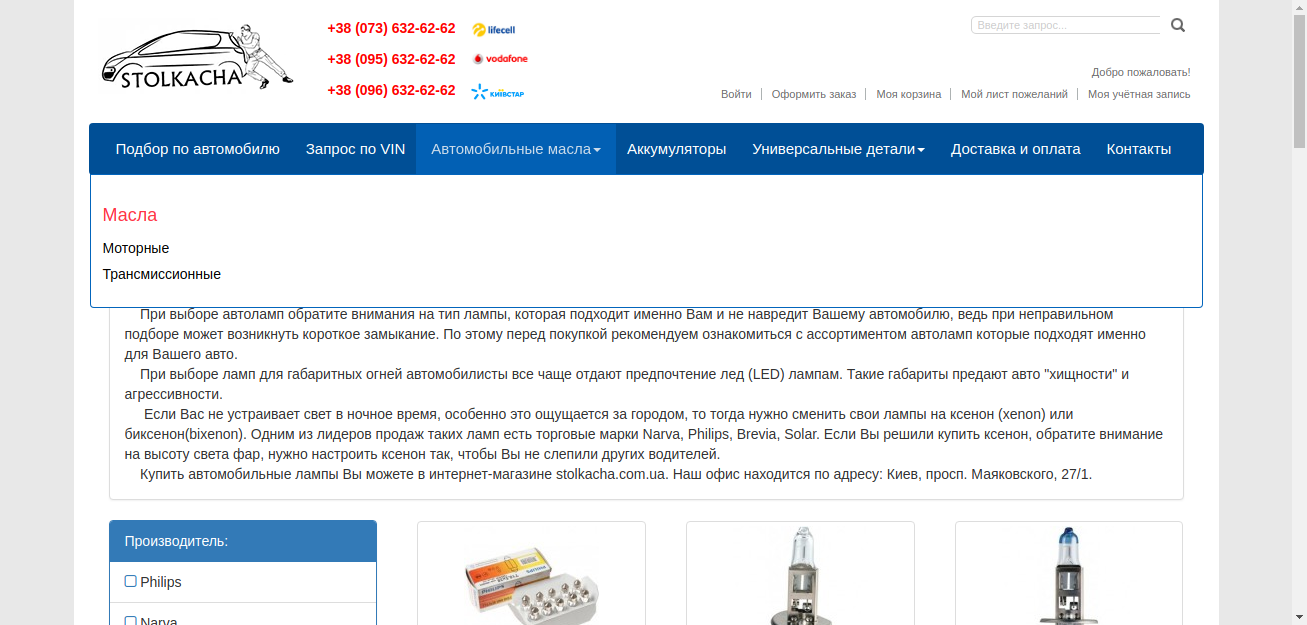 STOLKACHA
+38 (073) 632-62-62 lifecell
+38 (095) 632-62-62 vodafone
+38 (096) 632-62-62 КИЇВСТАР
Введите запрос...
Добро пожаловать!
Войти Оформить заказ Моя корзина Мой лист пожеланий Моя учётная запись
Подбор по автомобилю Запрос по VIN Автомобильные масла Аккумуляторы Универсальные детали Доставка и оплата Контакты
Масла
Моторные
Трансмиссионные
При выборе автоламп обратите внимания на тип лампы, которая подходит именно Вам и не навредит Вашему автомобилю, ведь при неправильном
подборе может возникнуть короткое замыкание. По этому перед покупкой рекомендуем ознакомиться с ассортиментом автоламп которые подходят именно
для Вашего авто.
При выборе ламп для габаритных огней автомобилисты все чаще отдают предпочтение лед (LED) лампам. Такие габариты предают авто "хищности" и
агрессивности.
Если Вас не устраивает свет в ночное время, особенно это ощущается за городом, то тогда нужно сменить свои лампы на ксенон (xenon) или
биксенон(bixenon). Одним из лидеров продаж таких ламп есть торговые марки Narva, Philips, Brevia, Solar. Если Вы решили купить ксенон, обратите внимание
на высоту света фар, нужно настроить ксенон так, чтобы Вы не слепили других водителей.
Купить автомобильные лампы Вы можете в интернет-магазине stolkacha.com.ua. Наш офис находится по адресу: Киев, просп. Маяковского, 27/1.
Производитель:
Philips
Narva